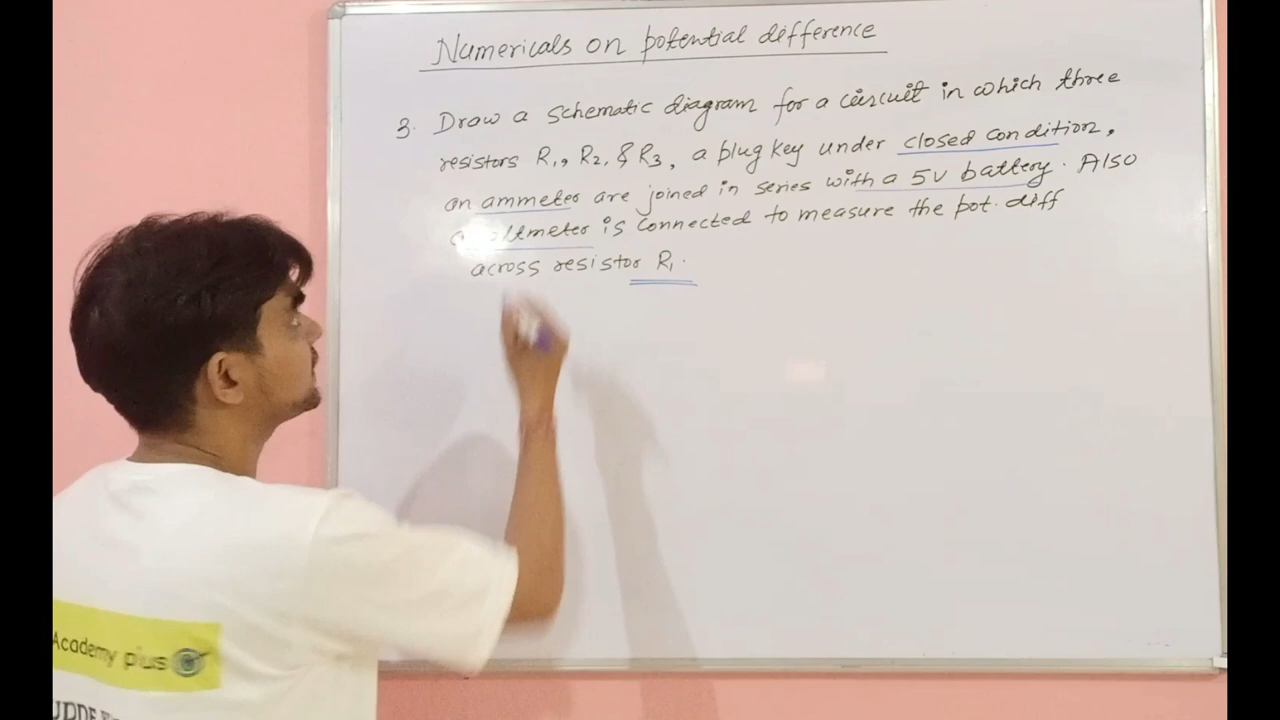 Numericals on potential difference
3. Draw a schematic diagram for a circuit in which three
resistors R1, R2, & R3, a plug key under closed condition,
an ammeter are joined in series with a 5V battery. Also
is connected to measure the pot. diff
across resistor R1.
Academy plus